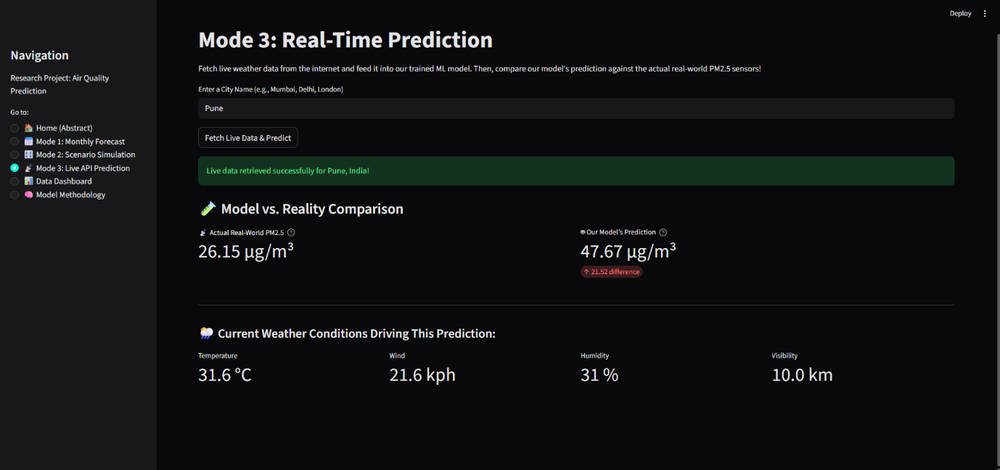 Deploy
Navigation
Research Project: Air Quality
Prediction
Go to:
🏠 Home (Abstract)
📅 Mode 1: Monthly Forecast
🎛️ Mode 2: Scenario Simulation
📡 Mode 3: Live API Prediction
📊 Data Dashboard
🧠 Model Methodology
Mode 3: Real-Time Prediction
Fetch live weather data from the internet and feed it into our trained ML model. Then, compare our model's prediction against the actual real-world PM2.5 sensors!
Enter a City Name (e.g., Mumbai, Delhi, London)
Pune
Fetch Live Data & Predict
Live data retrieved successfully for Pune, India!
🧪 Model vs. Reality Comparison
📡 Actual Real-World PM2.5
26.15 µg/m³
🤖 Our Model's Prediction
47.67 µg/m³
↑ 21.52 difference
🌦️ Current Weather Conditions Driving This Prediction:
Temperature
31.6 °C
Wind
21.6 kph
Humidity
31 %
Visibility
10.0 km